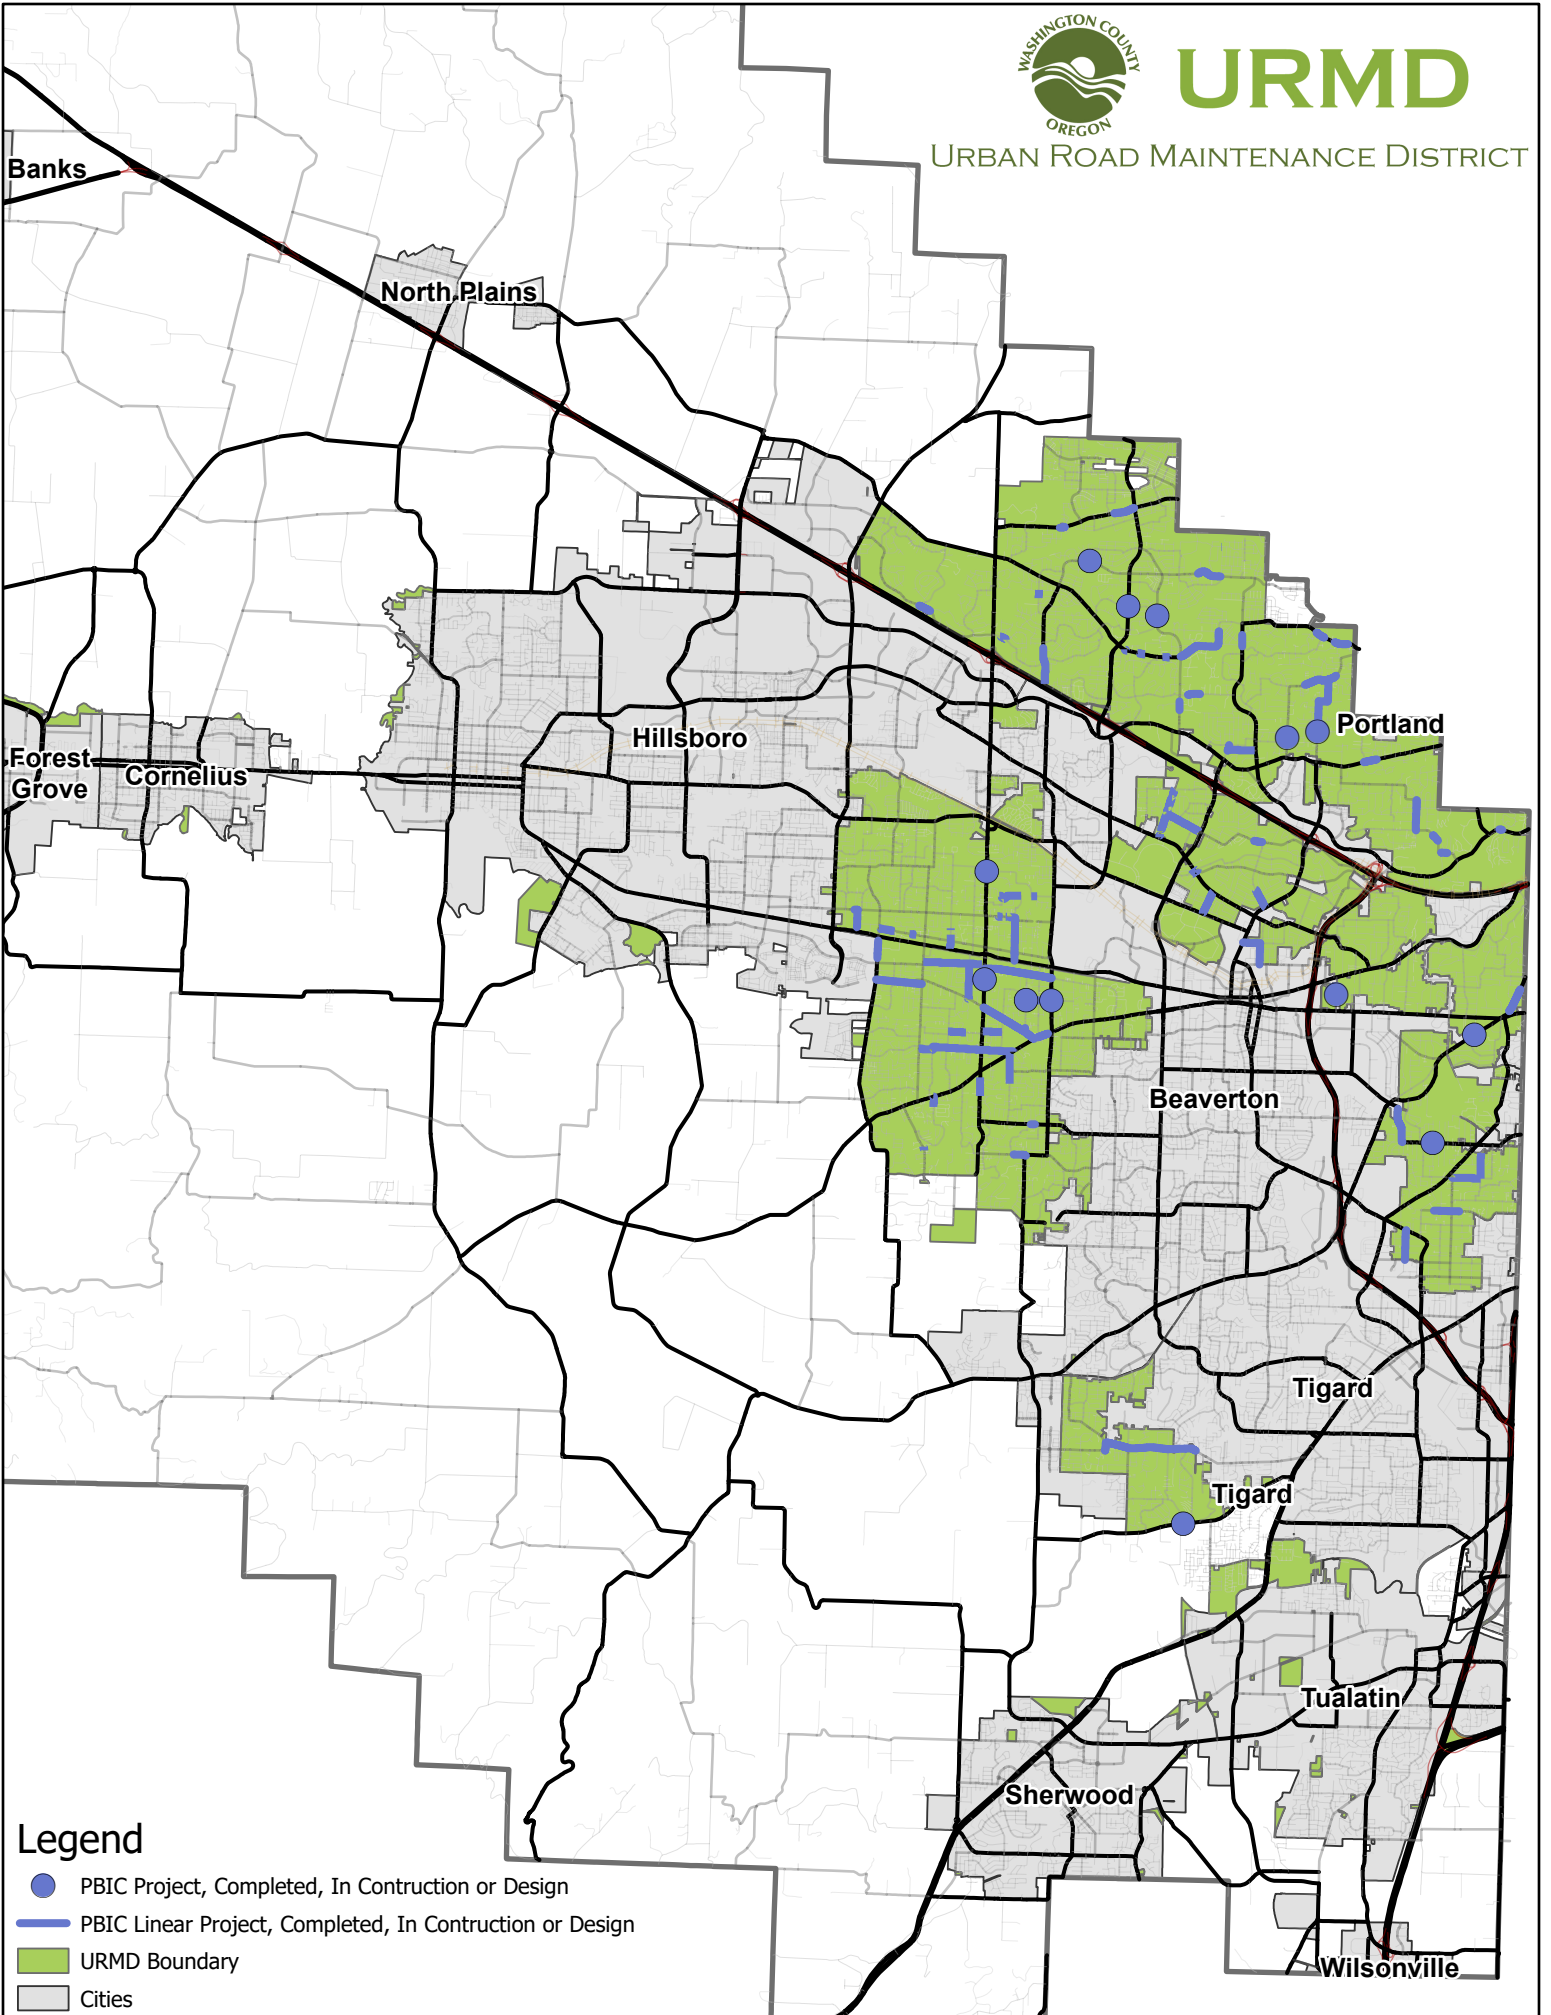 WASHINGTON COUNTY
OREGON
URMD
URBAN ROAD MAINTENANCE DISTRICT
Banks
North Plains
Portland
Hillsboro
Forest
Grove
Cornelius
Beaverton
Tigard
Tigard
Tualatin
Sherwood
Wilsonville
Legend
PBIC Project, Completed, In Contruction or Design
PBIC Linear Project, Completed, In Contruction or Design
URMD Boundary
Cities